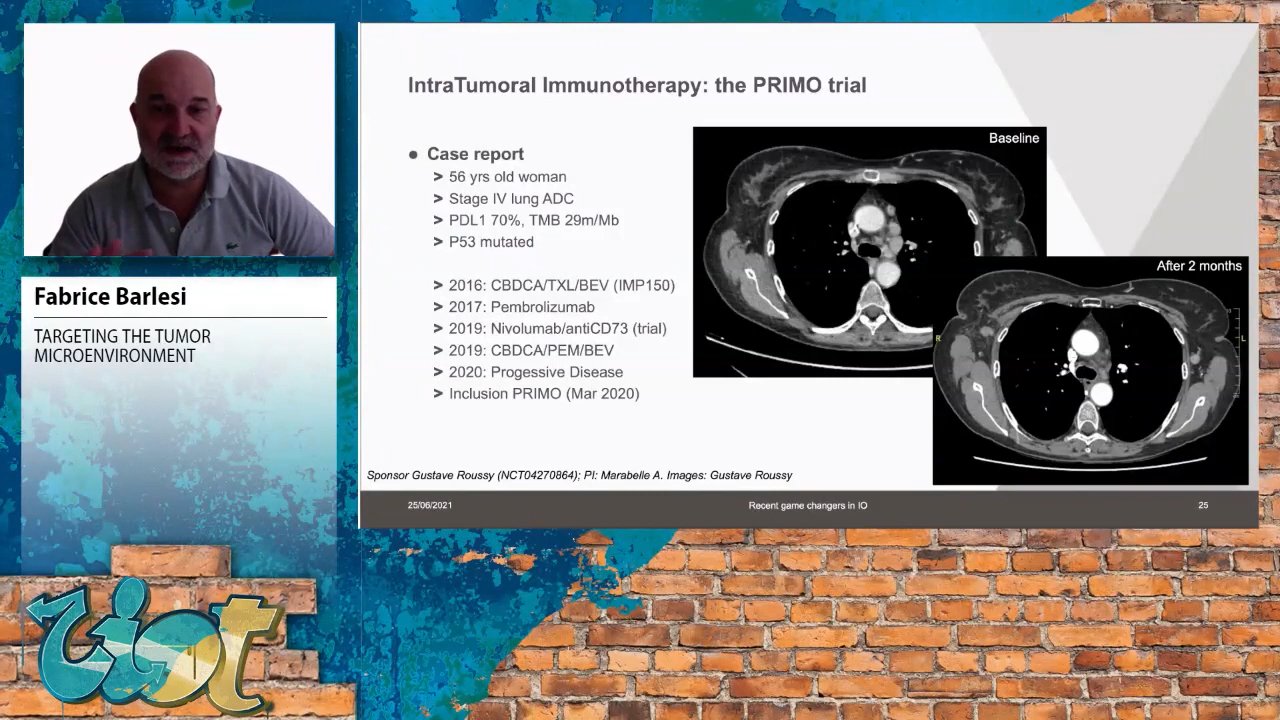 Fabrice Barlesi
TARGETING THE TUMOR
MICROENVIRONMENT
IntraTumoral Immunotherapy: the PRIMO trial
● Case report
➤ 56 yrs old woman
➤ Stage IV lung ADC
➤ PDL1 70%, TMB 29m/Mb
➤ P53 mutated
➤ 2016: CBDCA/TXL/BEV (IMP150)
➤ 2017: Pembrolizumab
➤ 2019: Nivolumab/antiCD73 (trial)
➤ 2019: CBDCA/PEM/BEV
➤ 2020: Progessive Disease
➤ Inclusion PRIMO (Mar 2020)
Baseline
After 2 months
R
L
Sponsor Gustave Roussy (NCT04270864); PI: Marabelle A. Images: Gustave Roussy
25/06/2021
Recent game changers in IO
25
riot